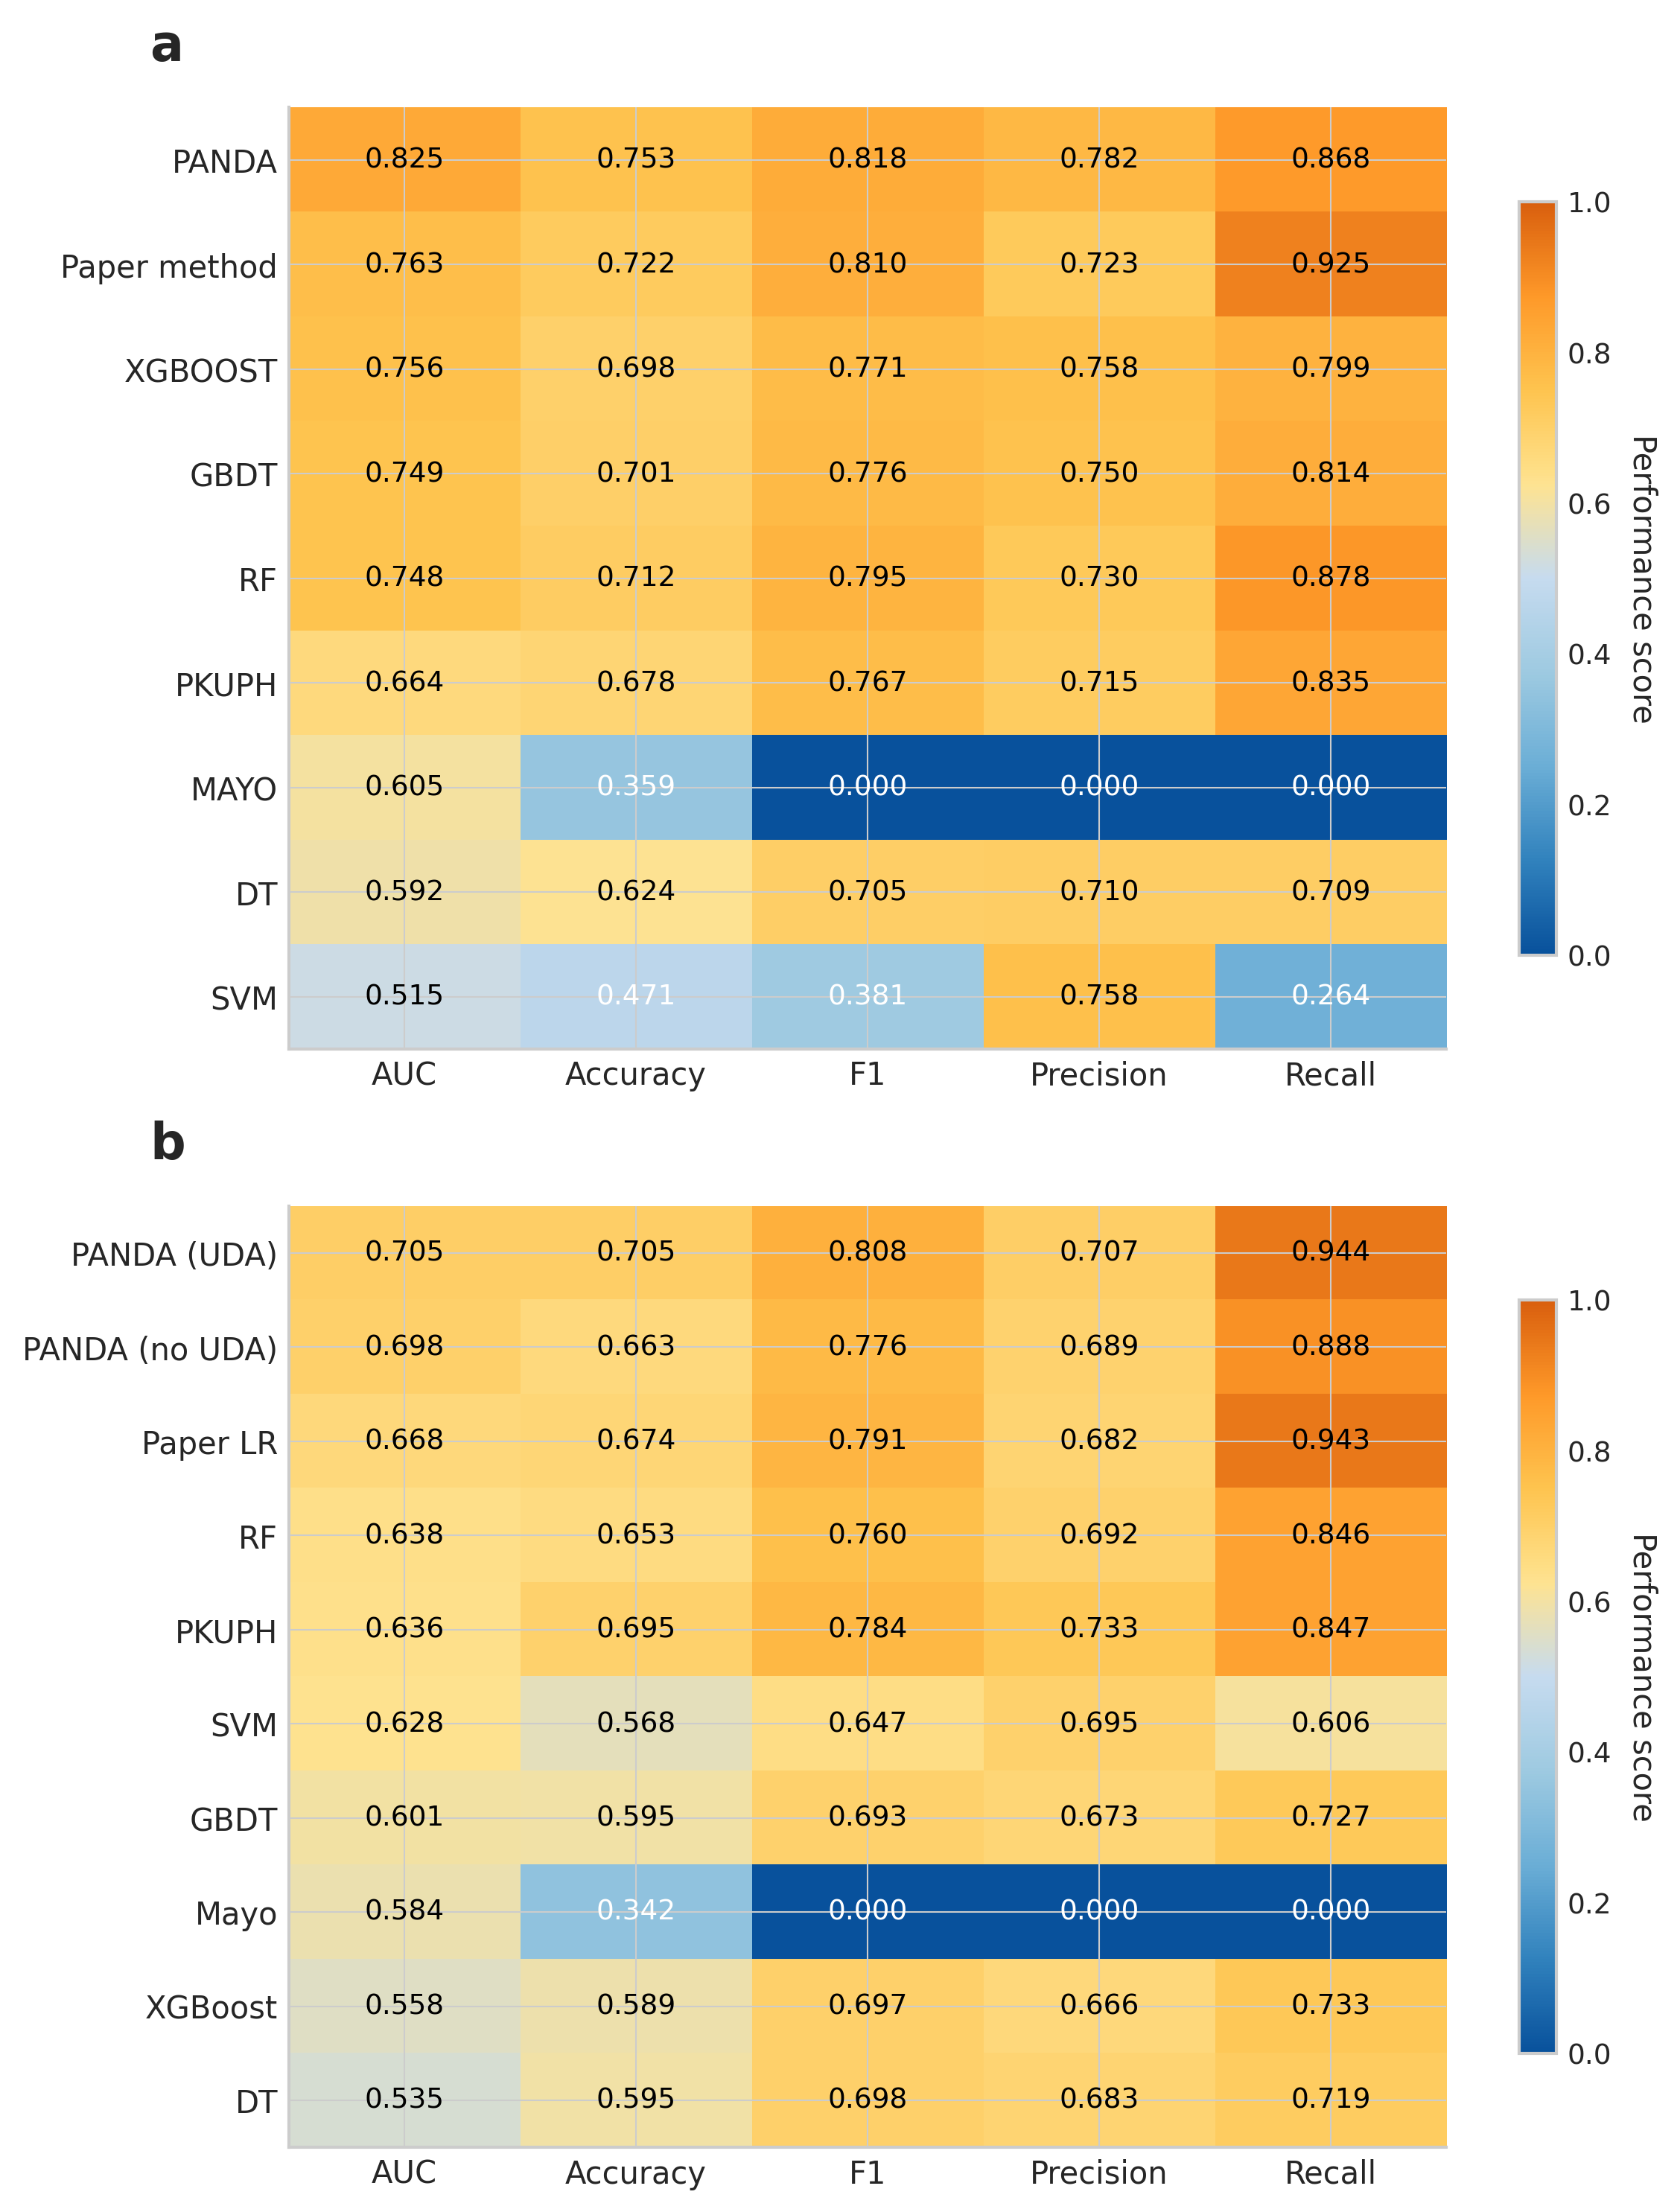 a
PANDA 0.825 0.753 0.818 0.782 0.868
Paper method 0.763 0.722 0.810 0.723 0.925
XGBOOST 0.756 0.698 0.771 0.758 0.799
GBDT 0.749 0.701 0.776 0.750 0.814
RF 0.748 0.712 0.795 0.730 0.878
PKUPH 0.664 0.678 0.767 0.715 0.835
MAYO 0.605 0.359 0.000 0.000 0.000
DT 0.592 0.624 0.705 0.710 0.709
SVM 0.515 0.471 0.381 0.758 0.264
AUC Accuracy F1 Precision Recall
1.0
0.8
0.6
0.4
0.2
0.0
Performance score
b
PANDA (UDA) 0.705 0.705 0.808 0.707 0.944
PANDA (no UDA) 0.698 0.663 0.776 0.689 0.888
Paper LR 0.668 0.674 0.791 0.682 0.943
RF 0.638 0.653 0.760 0.692 0.846
PKUPH 0.636 0.695 0.784 0.733 0.847
SVM 0.628 0.568 0.647 0.695 0.606
GBDT 0.601 0.595 0.693 0.673 0.727
Mayo 0.584 0.342 0.000 0.000 0.000
XGBoost 0.558 0.589 0.697 0.666 0.733
DT 0.535 0.595 0.698 0.683 0.719
AUC Accuracy F1 Precision Recall
1.0
0.8
0.6
0.4
0.2
0.0
Performance score